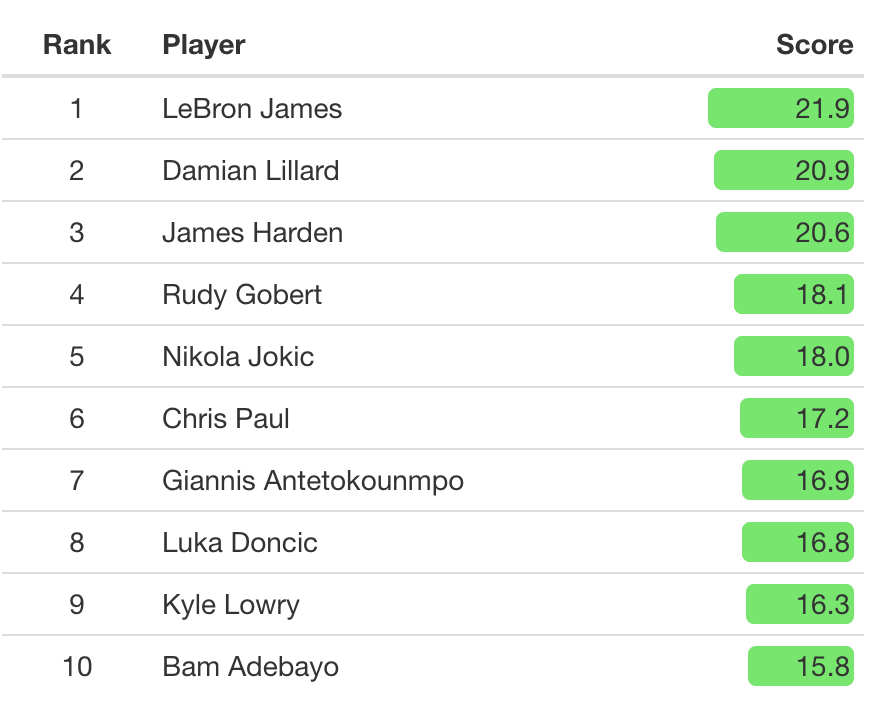 Rank Player Score
1 LeBron James 21.9
2 Damian Lillard 20.9
3 James Harden 20.6
4 Rudy Gobert 18.1
5 Nikola Jokic 18.0
6 Chris Paul 17.2
7 Giannis Antetokounmpo 16.9
8 Luka Doncic 16.8
9 Kyle Lowry 16.3
10 Bam Adebayo 15.8